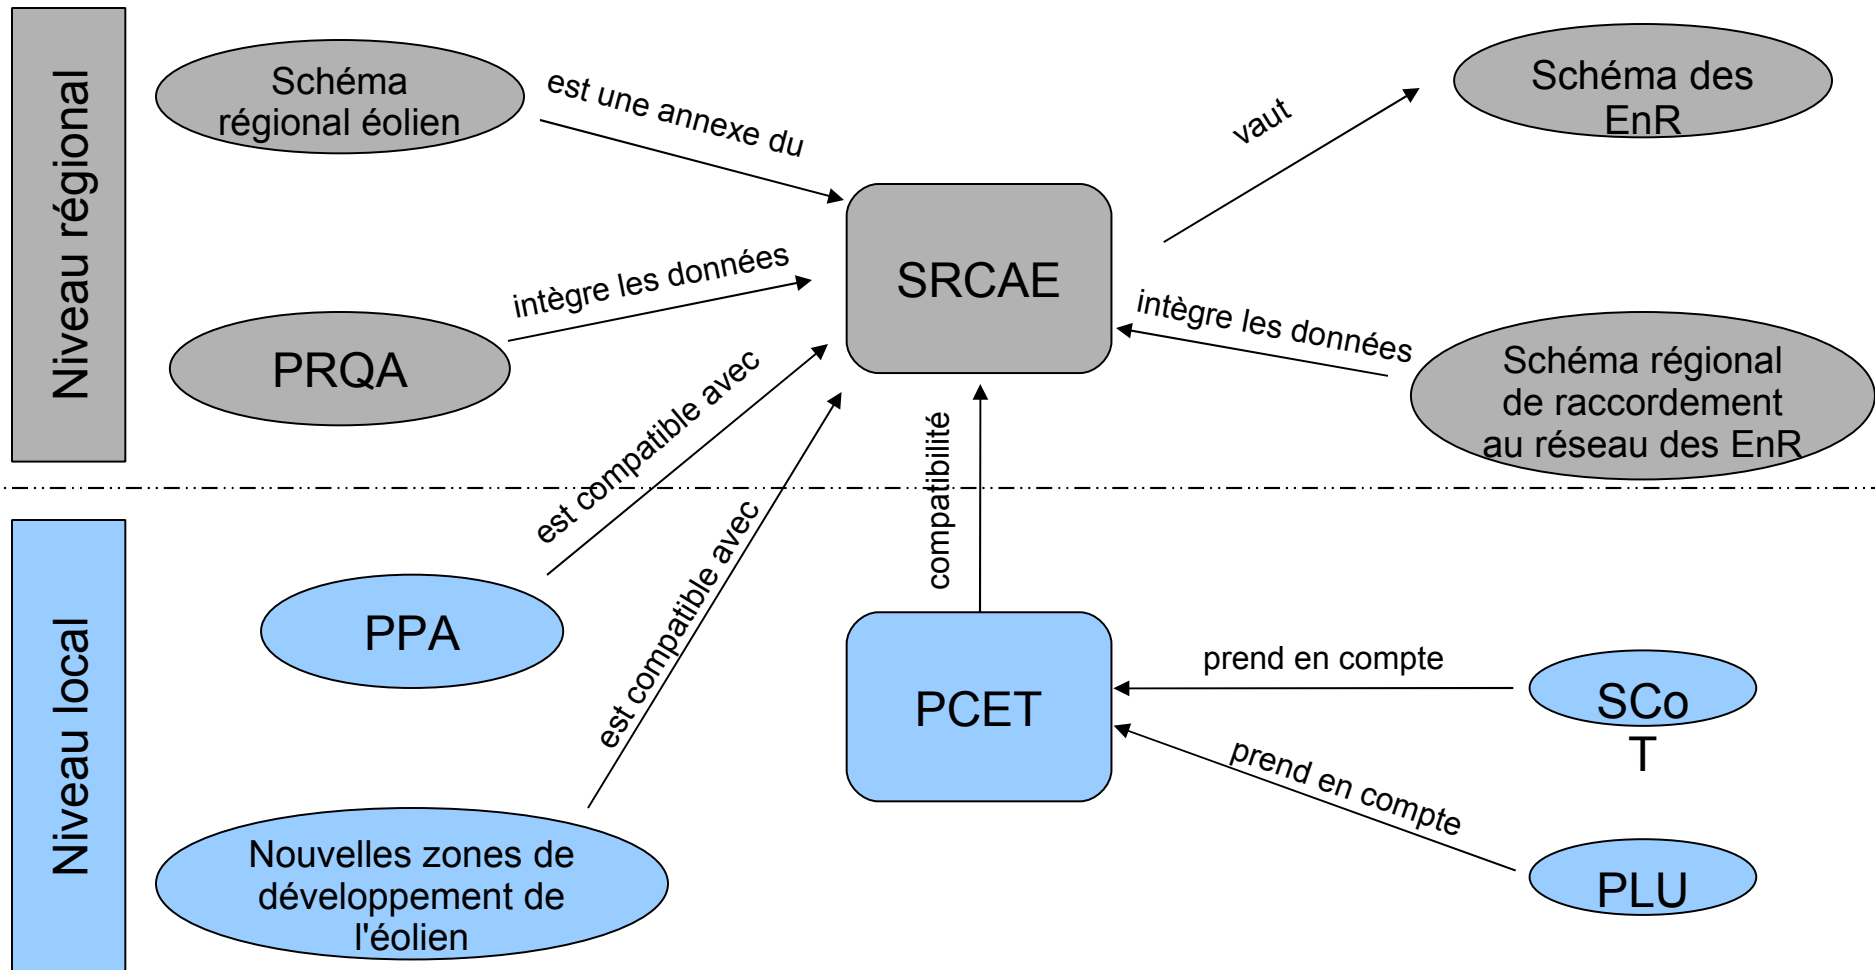 Niveau régional
Schéma
régional éolien
est une annexe du
vaut
Schéma des
EnR
SRCAE
PRQA
intègre les données
intègre les données
Schéma régional
de raccordement
au réseau des EnR
est compatible avec
est compatible avec
compatibilité
Niveau local
PPA
PCET
prend en compte
SCo
T
prend en compte
PLU
Nouvelles zones de
développement de
l'éolien